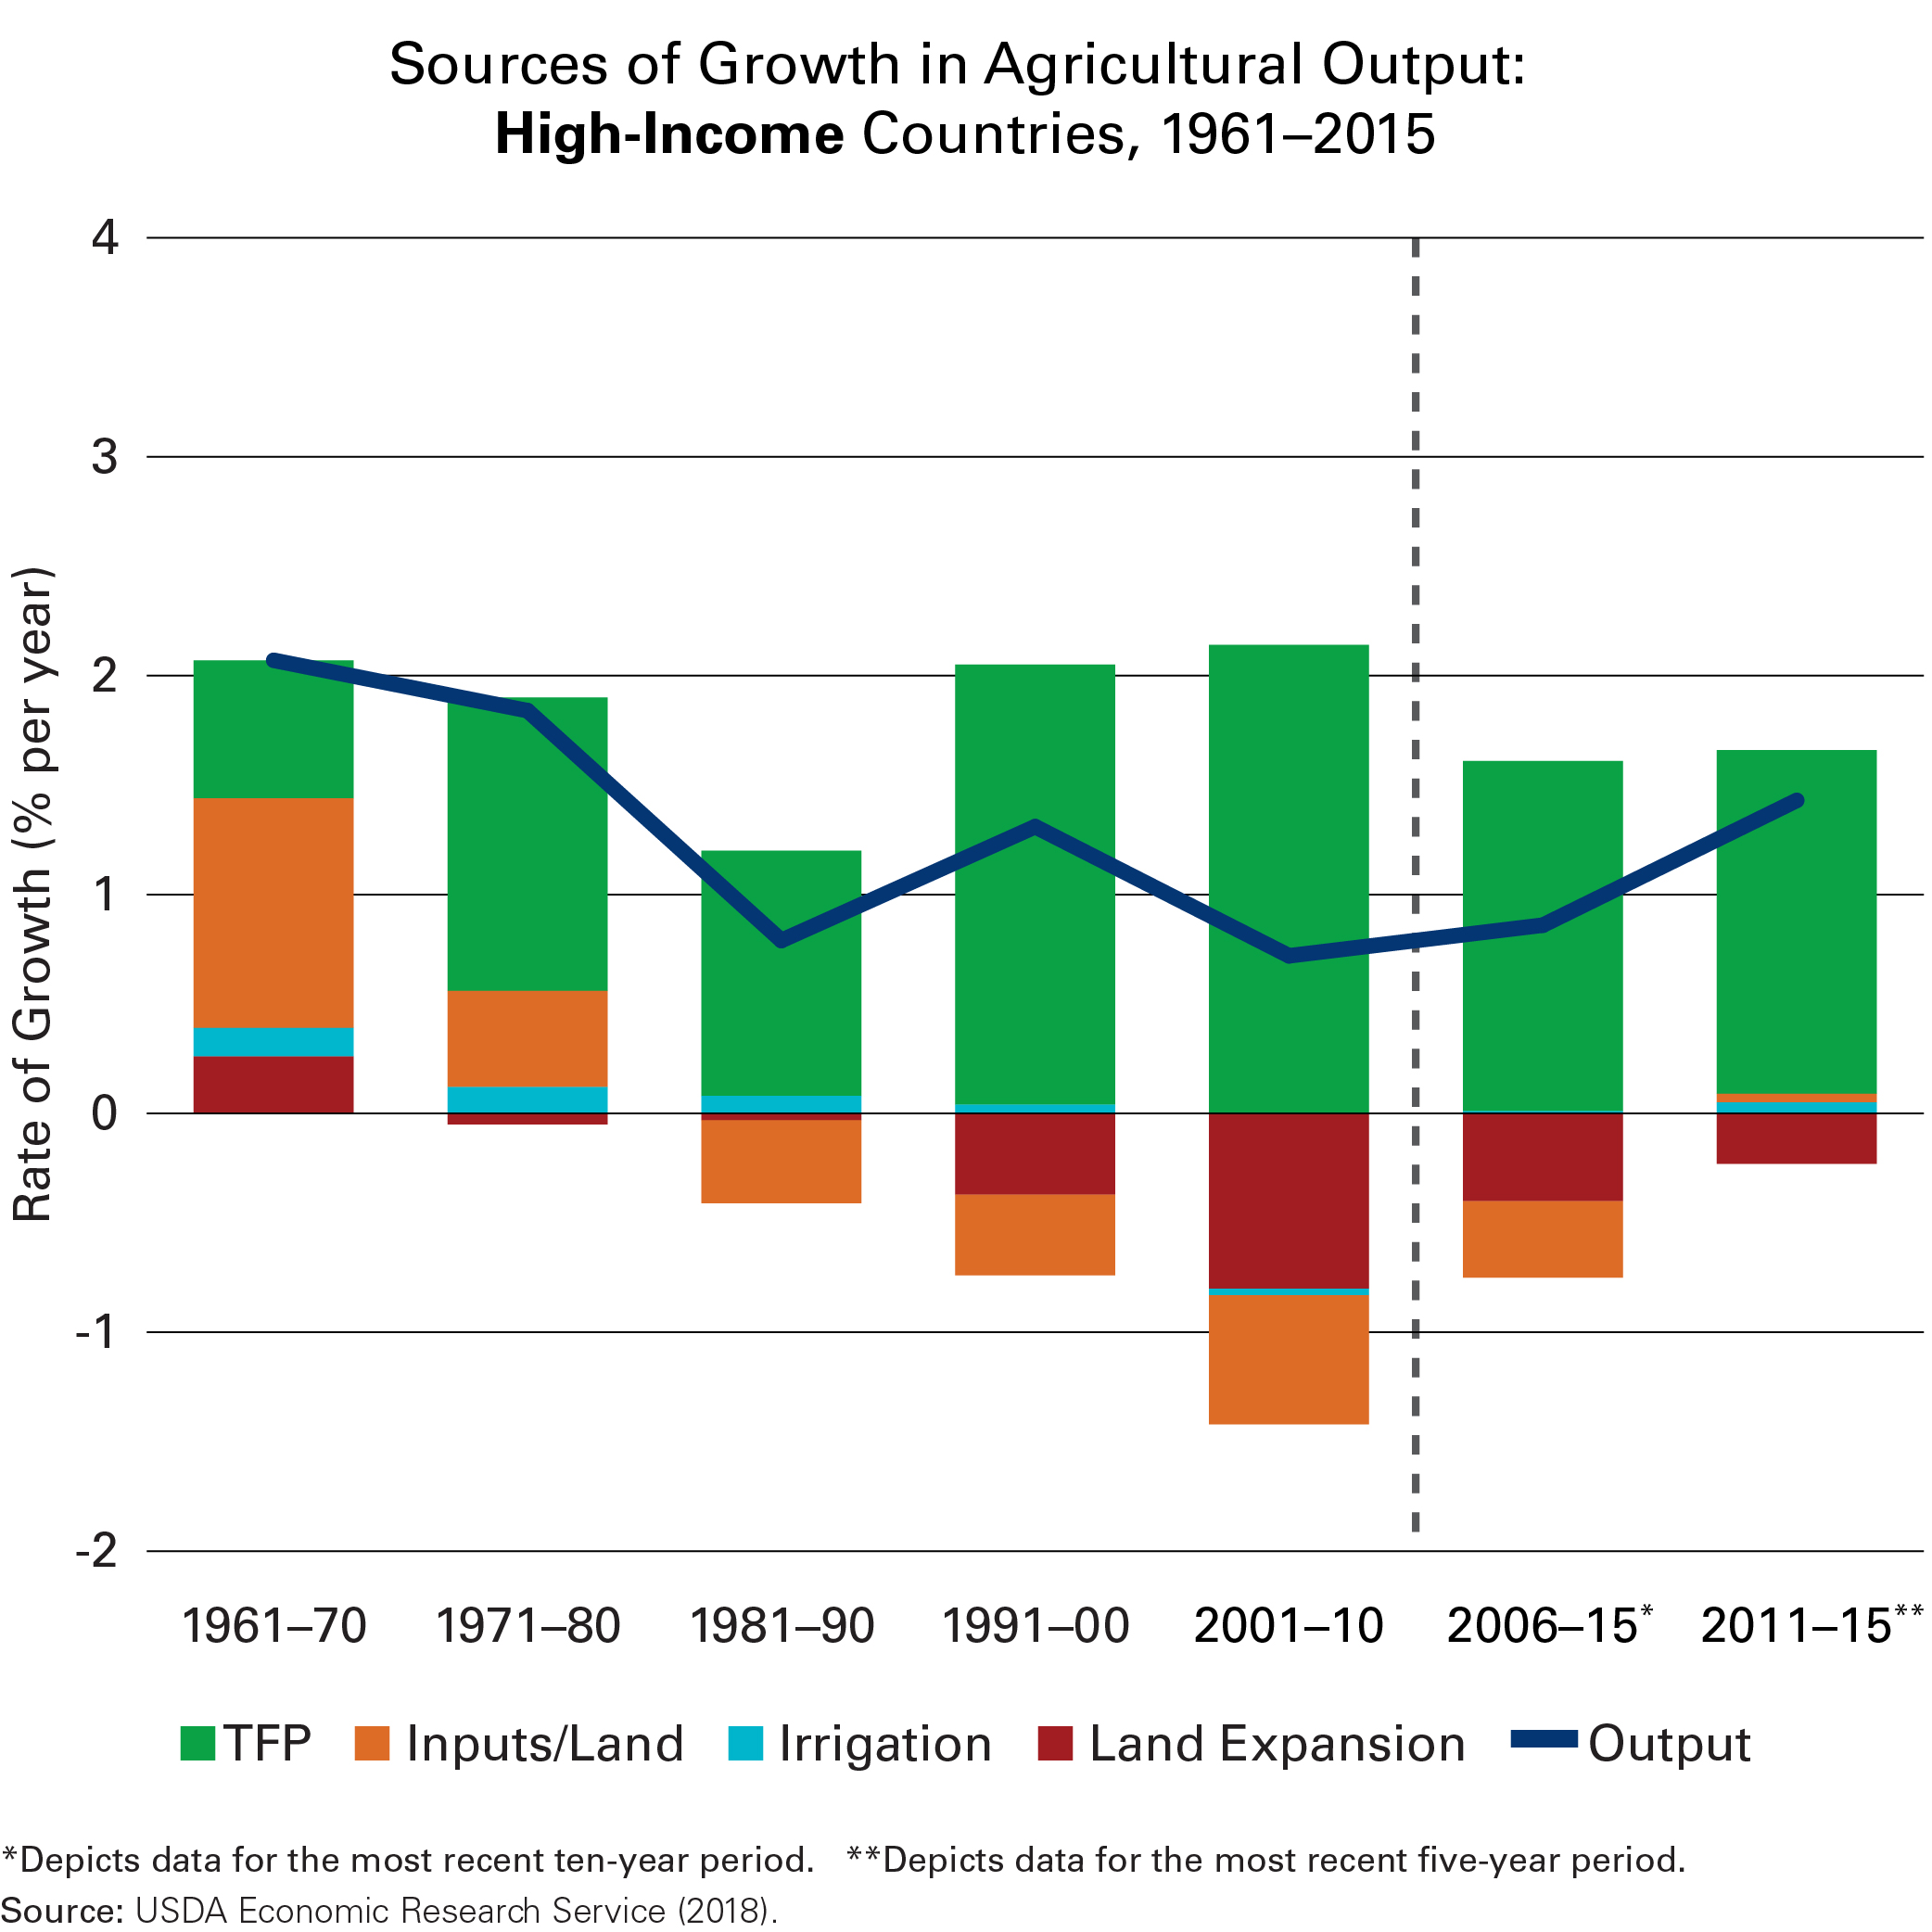 Sources of Growth in Agricultural Output:
High-Income Countries, 1961–2015
Rate of Growth (% per year)
4
3
2
1
0
-1
-2
1961–70 1971–80 1981–90 1991–00 2001–10 2006–15* 2011–15**
TFP Inputs/Land Irrigation Land Expansion Output
*Depicts data for the most recent ten-year period. **Depicts data for the most recent five-year period.
Source: USDA Economic Research Service (2018).